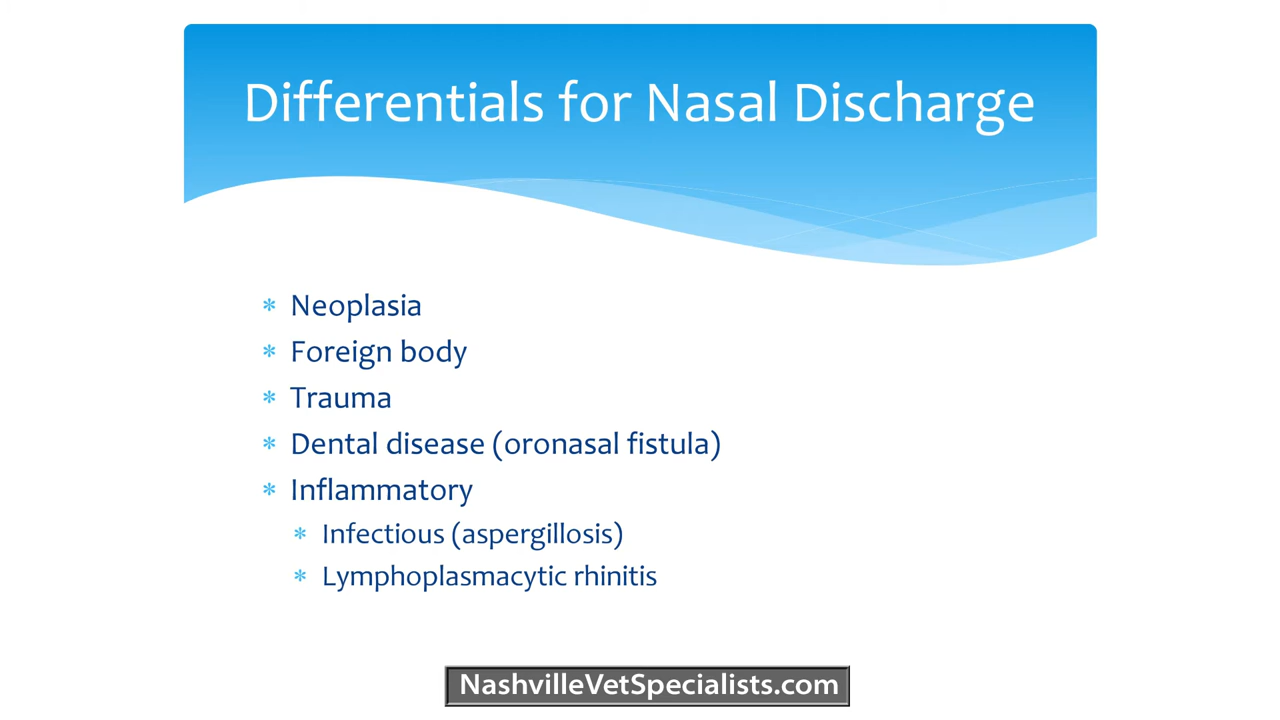 Differentials for Nasal Discharge
* Neoplasia
* Foreign body
* Trauma
* Dental disease (oronasal fistula)
* Inflammatory
* Infectious (aspergillosis)
* Lymphoplasmacytic rhinitis
NashvilleVetSpecialists.com